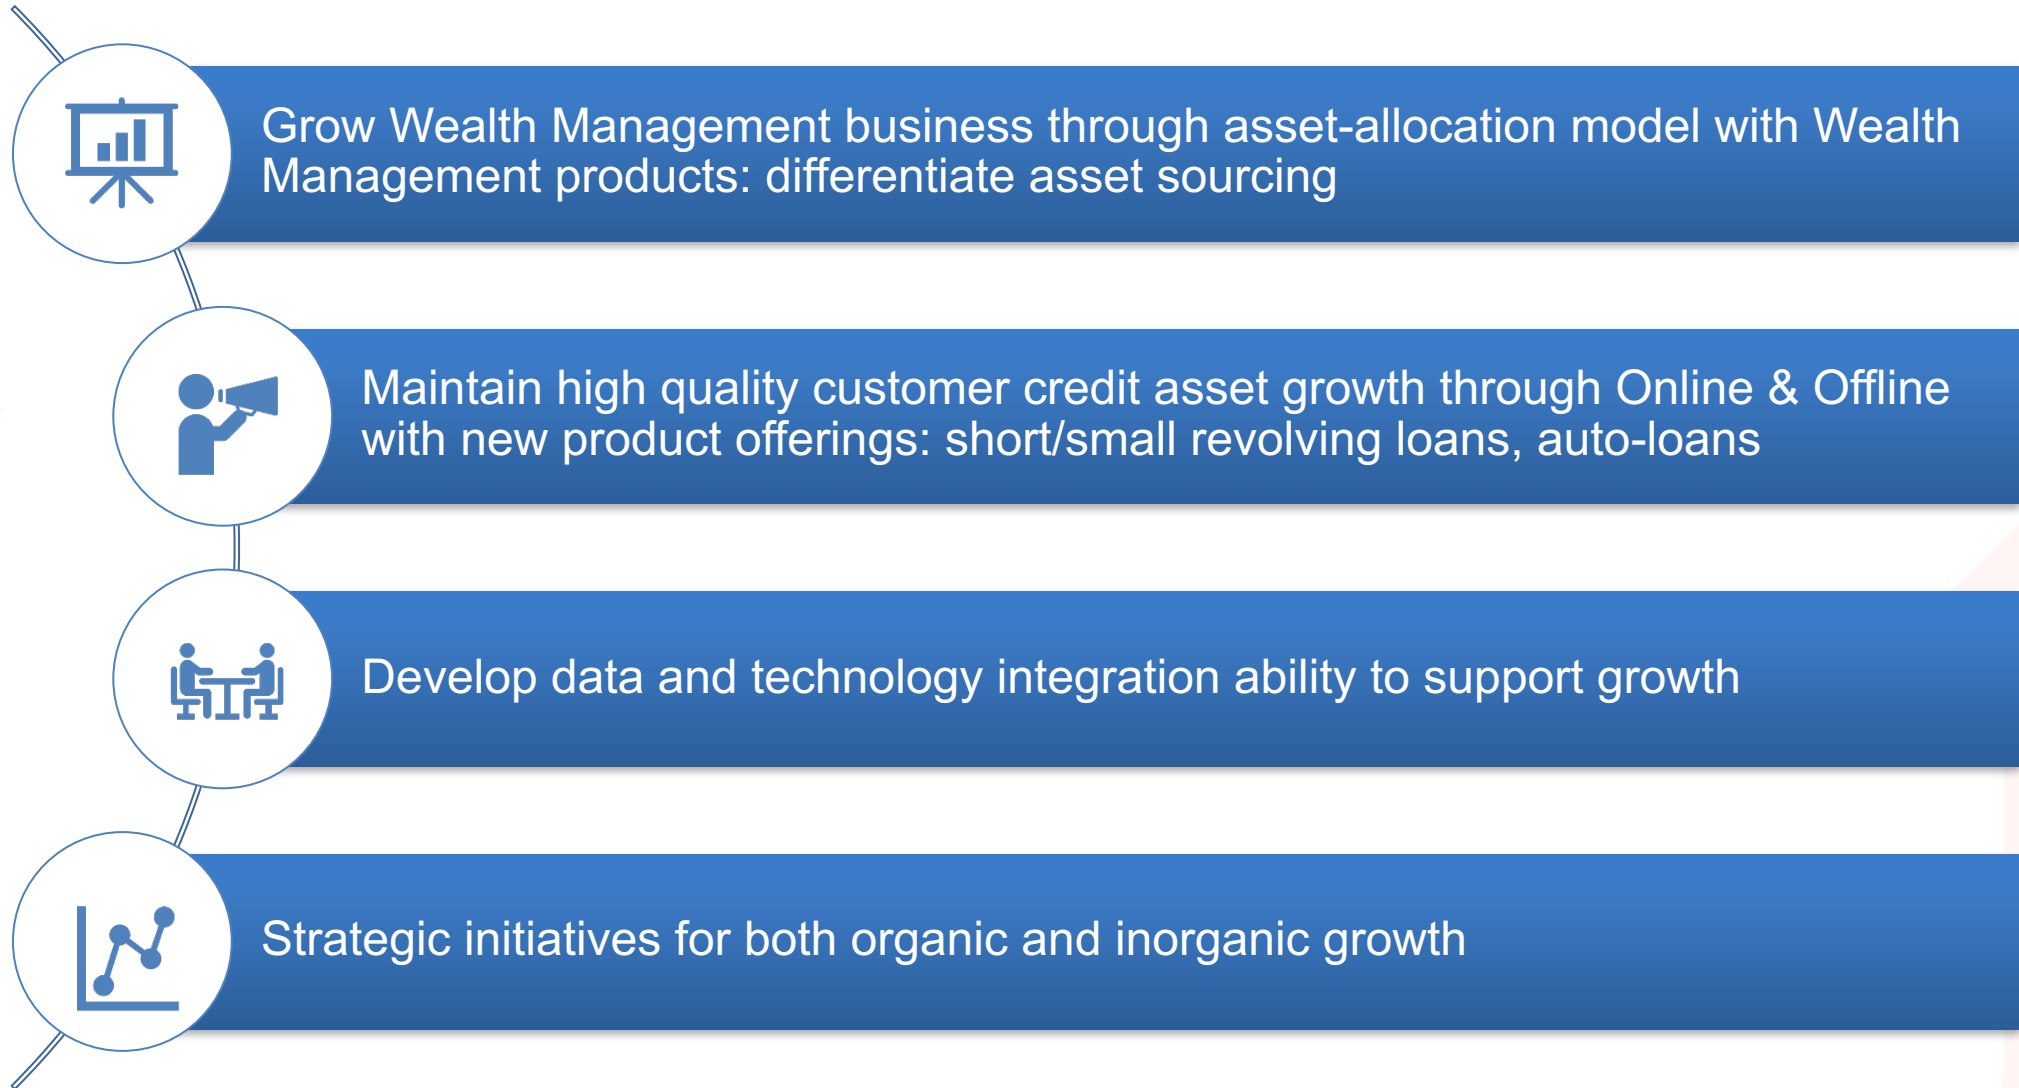 Grow Wealth Management business through asset-allocation model with Wealth
Management products: differentiate asset sourcing
Maintain high quality customer credit asset growth through Online & Offline
with new product offerings: short/small revolving loans, auto-loans
Develop data and technology integration ability to support growth
Strategic initiatives for both organic and inorganic growth